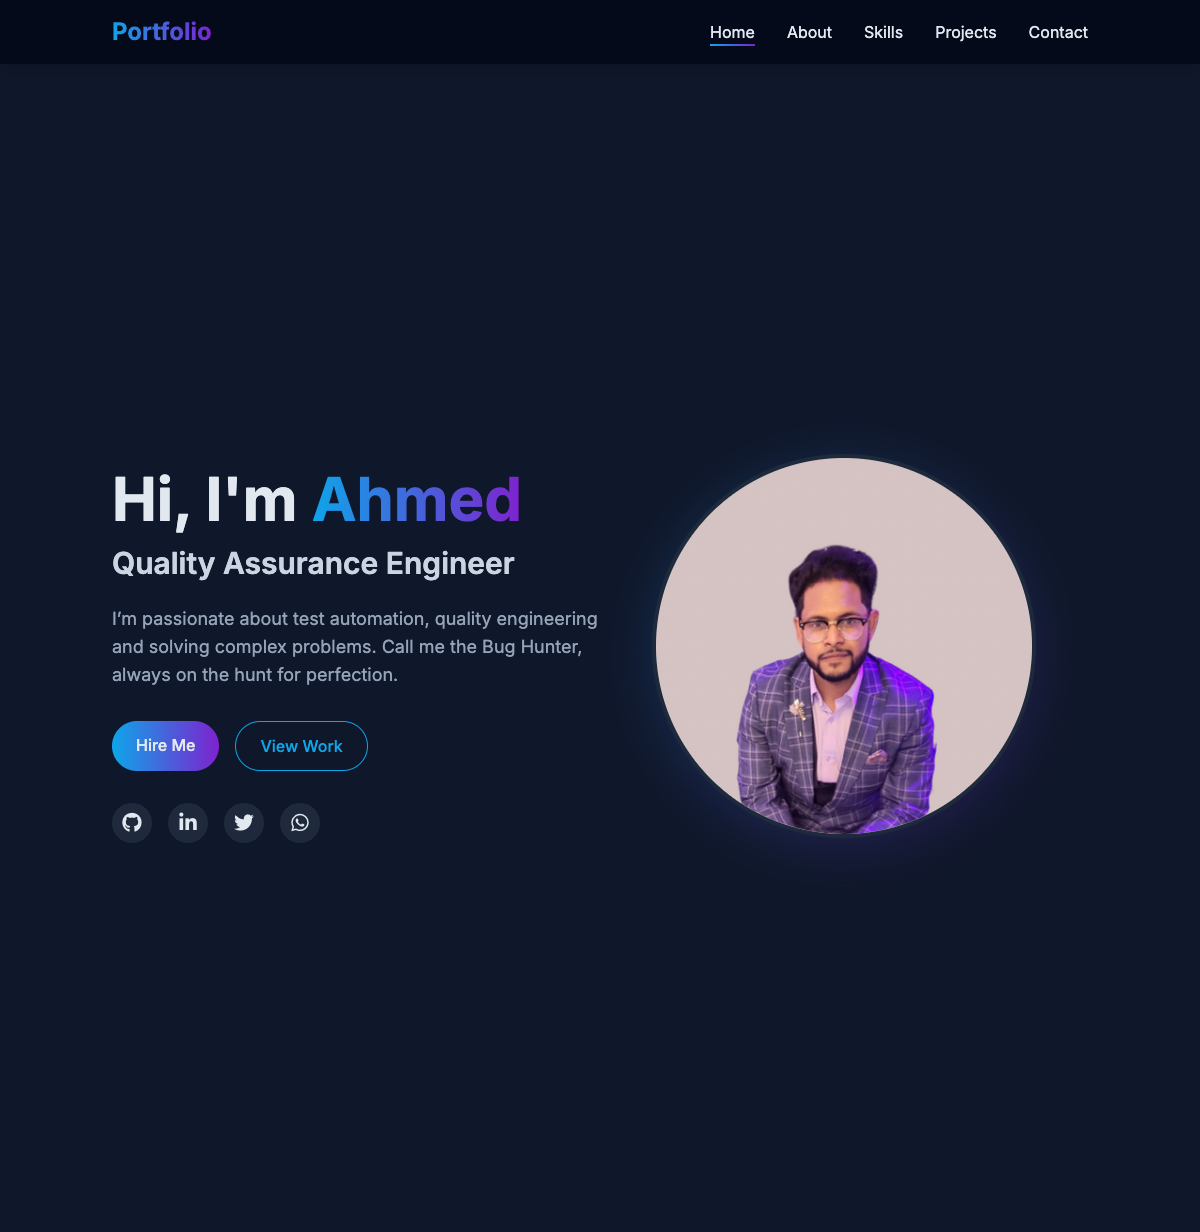 Portfolio
Home About Skills Projects Contact
Hi, I'm Ahmed
Quality Assurance Engineer
I’m passionate about test automation, quality engineering
and solving complex problems. Call me the Bug Hunter,
always on the hunt for perfection.
Hire Me View Work
in